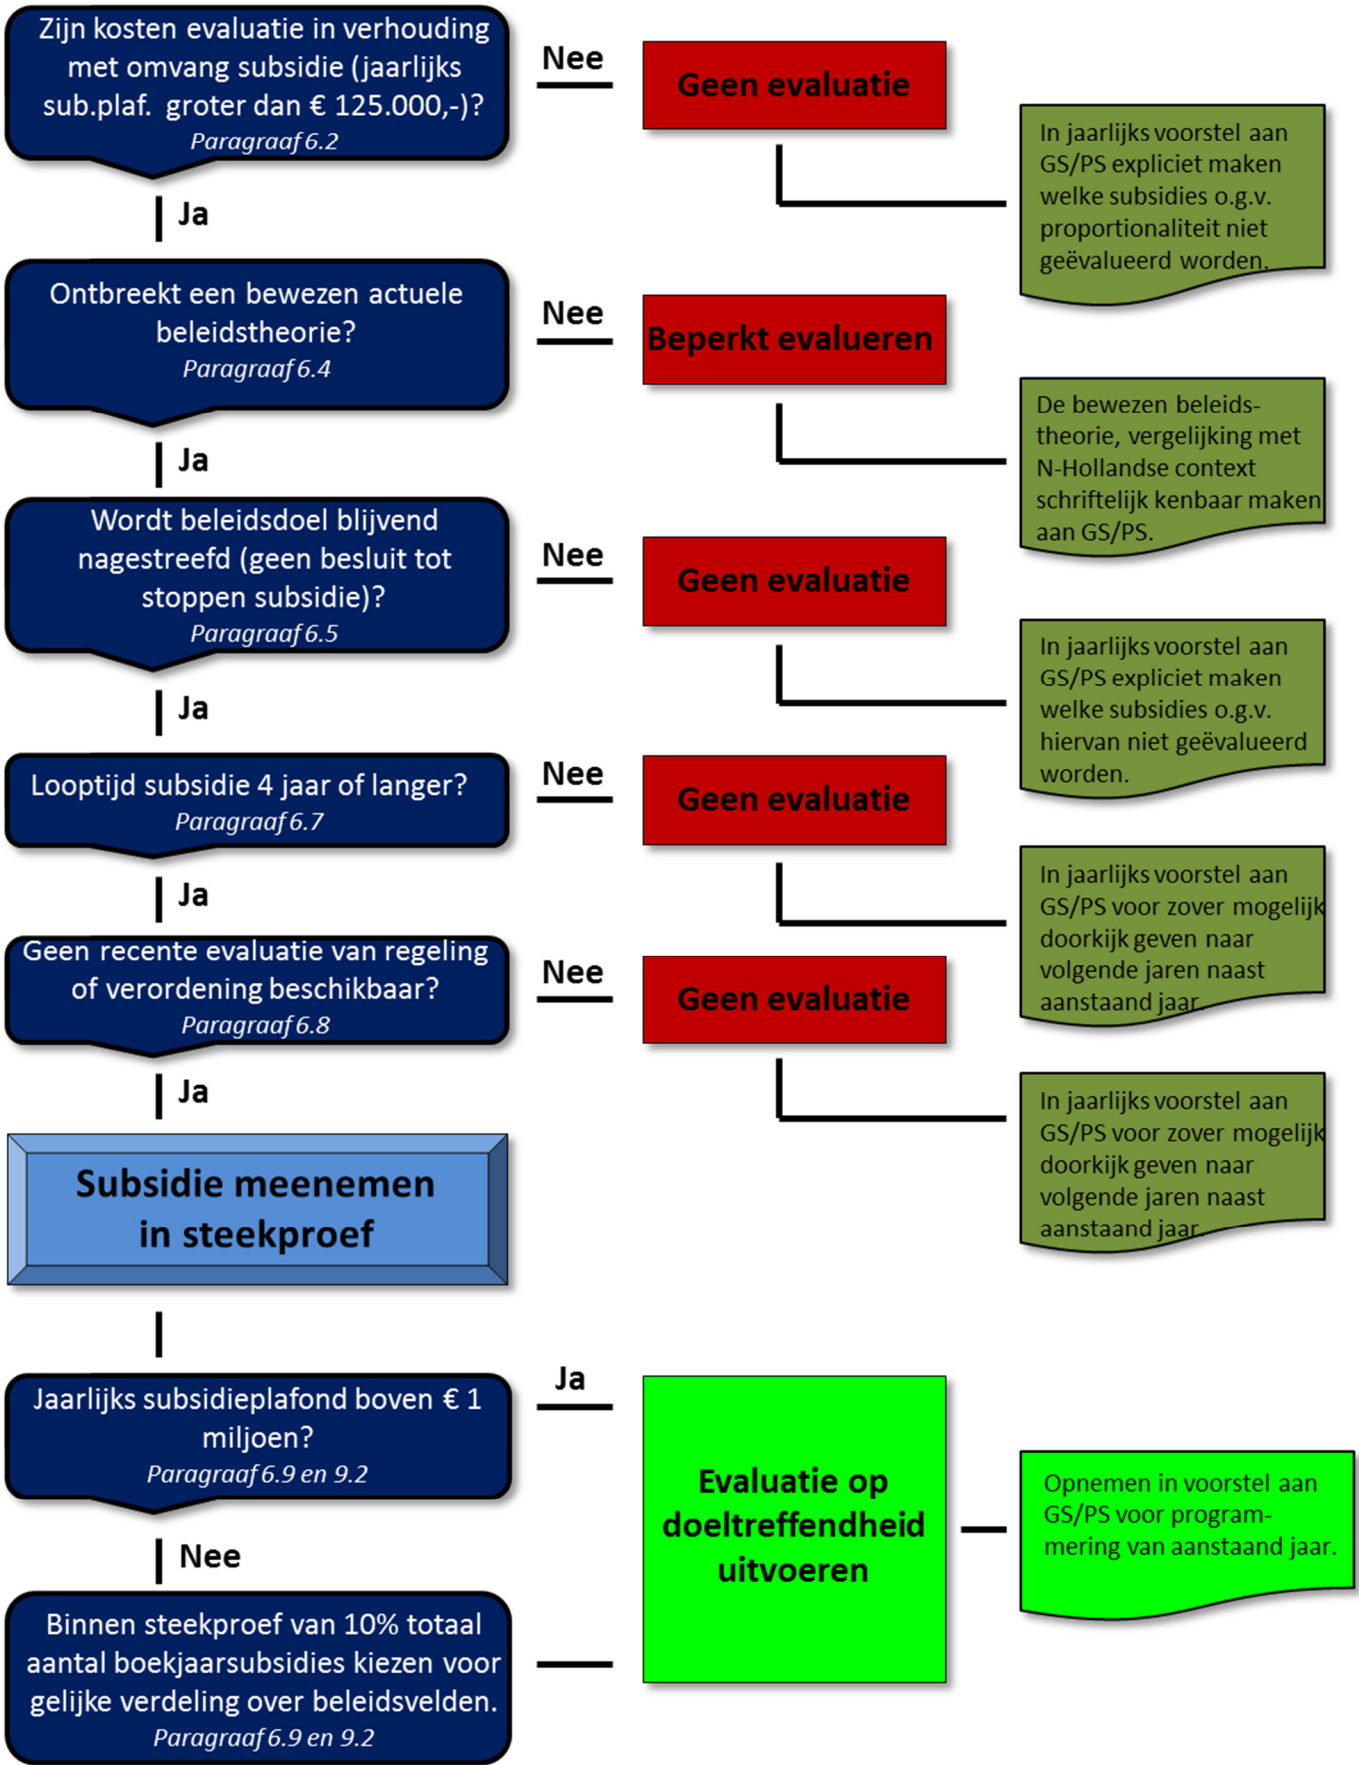 Zijn kosten evaluatie in verhouding
met omvang subsidie (jaarlijks
sub.plaf. groter dan € 125.000,-)?
Paragraaf 6.2
Nee
Geen evaluatie
In jaarlijks voorstel aan
GS/PS expliciet maken
welke subsidies o.g.v.
proportionaliteit niet
geëvalueerd worden.
Ja
Ontbreekt een bewezen actuele
beleidstheorie?
Paragraaf 6.4
Nee
Beperkt evalueren
De bewezen beleids-
theorie, vergelijking met
N-Hollandse context
schriftelijk kenbaar maken
aan GS/PS.
Ja
Wordt beleidsdoel blijvend
nagestreefd (geen besluit tot
stoppen subsidie)?
Paragraaf 6.5
Nee
Geen evaluatie
In jaarlijks voorstel aan
GS/PS expliciet maken
welke subsidies o.g.v.
hiervan niet geëvalueerd
worden.
Ja
Looptijd subsidie 4 jaar of langer?
Paragraaf 6.7
Nee
Geen evaluatie
In jaarlijks voorstel aan
GS/PS voor zover mogelijk
doorkijk geven naar
volgende jaren naast
aanstaand jaar.
Ja
Geen recente evaluatie van regeling
of verordening beschikbaar?
Paragraaf 6.8
Nee
Geen evaluatie
In jaarlijks voorstel aan
GS/PS voor zover mogelijk
doorkijk geven naar
volgende jaren naast
aanstaand jaar.
Ja
Subsidie meenemen
in steekproef
Jaarlijks subsidieplafond boven € 1
miljoen?
Paragraaf 6.9 en 9.2
Ja
Evaluatie op
doeltreffendheid
uitvoeren
Opnemen in voorstel aan
GS/PS voor program-
mering van aanstaand jaar.
Nee
Binnen steekproef van 10% totaal
aantal boekjaarsubsidies kiezen voor
gelijke verdeling over beleidsvelden.
Paragraaf 6.9 en 9.2